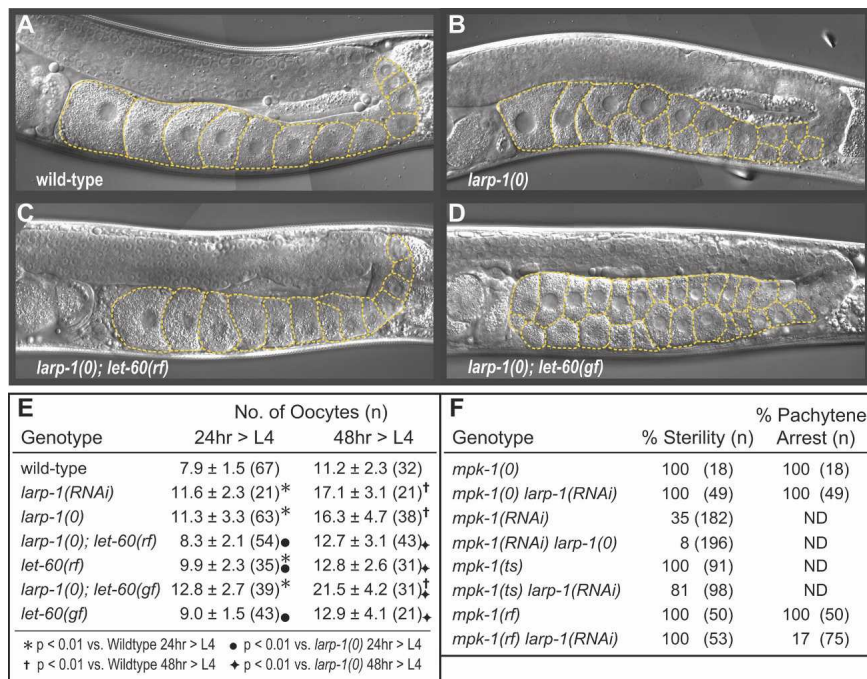 A
wild-type
B
larp-1(0)
C
larp-1(0); let-60(rf)
D
larp-1(0); let-60(gf)
E
No. of Oocytes (n)
Genotype 24hr > L4 48hr > L4
wild-type 7.9 ± 1.5 (67) 11.2 ± 2.3 (32)
larp-1(RNAi) 11.6 ± 2.3 (21)* 17.1 ± 3.1 (21)†
larp-1(0) 11.3 ± 3.3 (63)* 16.3 ± 4.7 (38)†
larp-1(0); let-60(rf) 8.3 ± 2.1 (54)● 12.7 ± 3.1 (43)✦
let-60(rf) 9.9 ± 2.3 (35)*● 12.8 ± 2.6 (31)✦
larp-1(0); let-60(gf) 12.8 ± 2.7 (39)* 21.5 ± 4.2 (31)†✦
let-60(gf) 9.0 ± 1.5 (43)● 12.9 ± 4.1 (21)✦
* p < 0.01 vs. Wildtype 24hr > L4 ● p < 0.01 vs. larp-1(0) 24hr > L4
† p < 0.01 vs. Wildtype 48hr > L4 ✦ p < 0.01 vs. larp-1(0) 48hr > L4
F
% Pachytene
Genotype % Sterility (n) Arrest (n)
mpk-1(0) 100 (18) 100 (18)
mpk-1(0) larp-1(RNAi) 100 (49) 100 (49)
mpk-1(RNAi) 35 (182) ND
mpk-1(RNAi) larp-1(0) 8 (196) ND
mpk-1(ts) 100 (91) ND
mpk-1(ts) larp-1(RNAi) 81 (98) ND
mpk-1(rf) 100 (50) 100 (50)
mpk-1(rf) larp-1(RNAi) 100 (53) 17 (75)